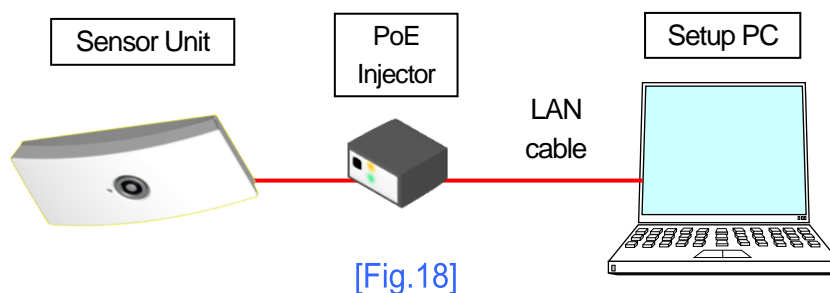 Sensor Unit
PoE
Injector
Setup PC
LAN
cable
[Fig.18]